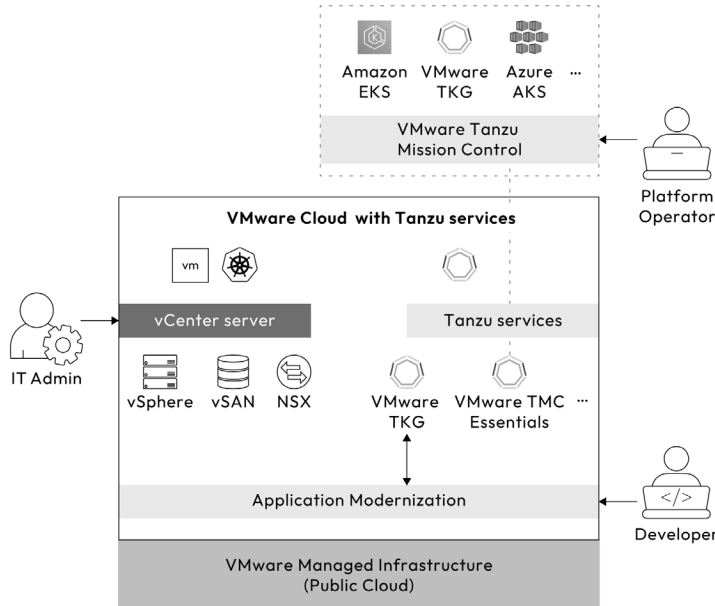 Amazon
EKS
VMware
TKG
Azure
AKS
...
VMware Tanzu
Mission Control
Platform
Operator
VMware Cloud with Tanzu services
vm
vCenter server
Tanzu services
IT Admin
vSphere
vSAN
NSX
VMware
TKG
VMware TMC
Essentials
...
Application Modernization
</>
Developer
VMware Managed Infrastructure
(Public Cloud)